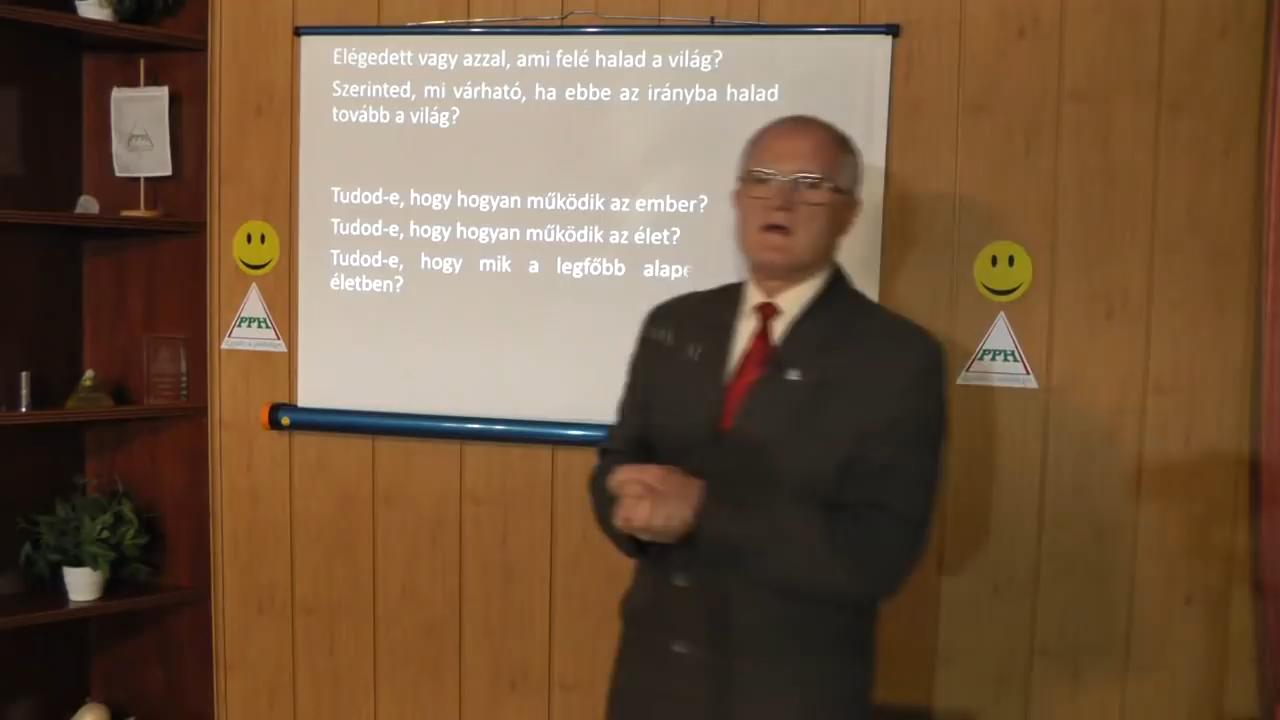 Elégedett vagy azzal, ami felé halad a világ?
Szerinted, mi várható, ha ebbe az irányba halad
tovább a világ?
Tudod-e, hogy hogyan működik az ember?
Tudod-e, hogy hogyan működik az élet?
Tudod-e, hogy mik a legfőbb
életben?
PPH
PPH